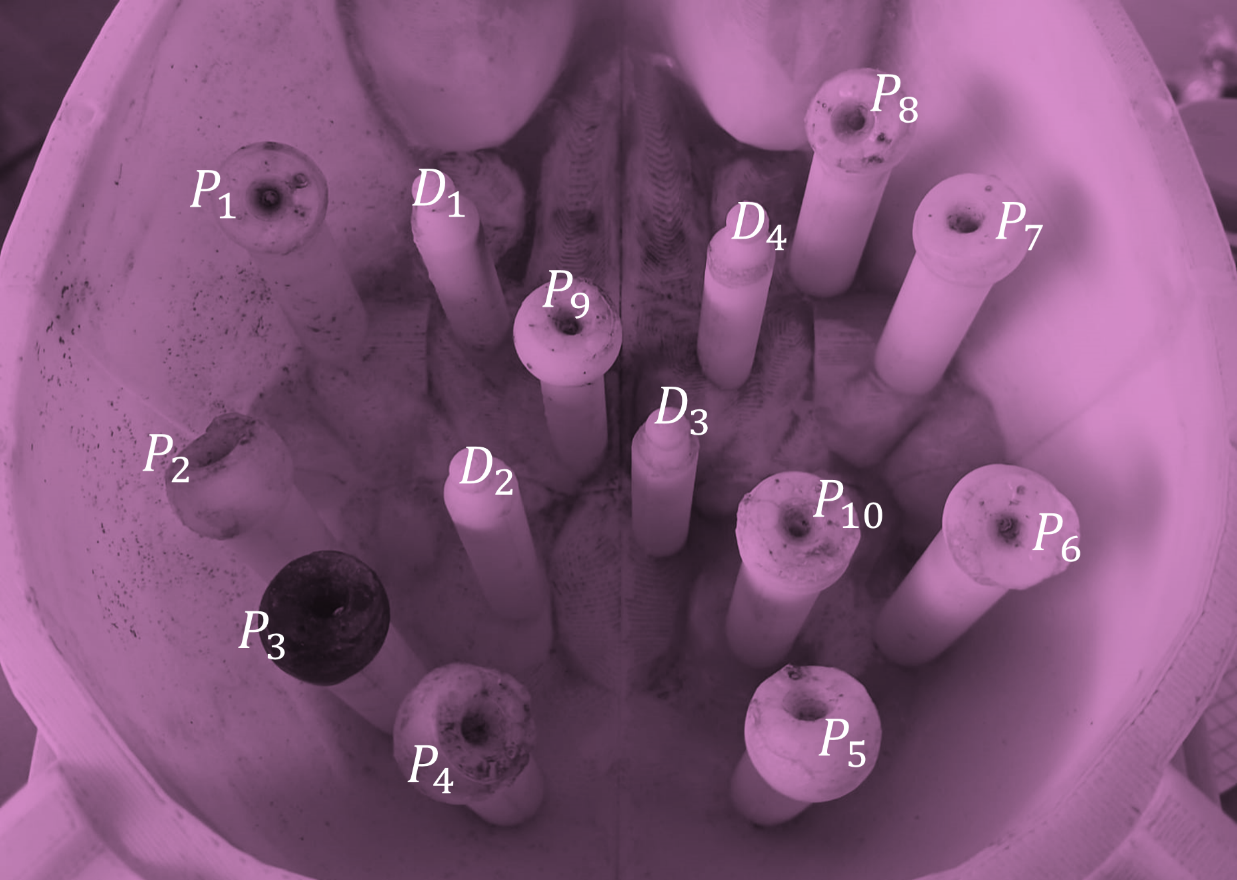 P₈
P₁
D₁
D₄
P₇
P₉
D₃
P₂
D₂
P₁₀
P₆
P₃
P₅
P₄